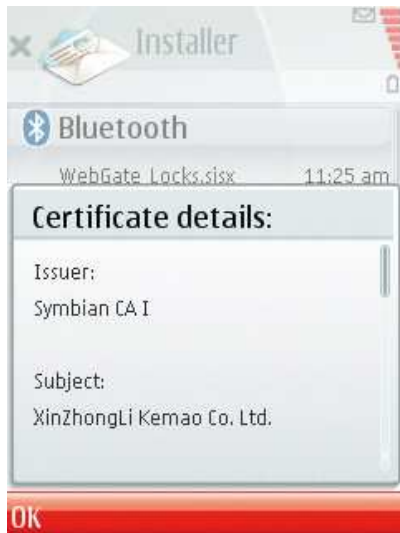 Installer
Bluetooth
WebGate_Locks.sisx 11:25 am
Certificate details:
Issuer:
Symbian CA I
Subject:
XinZhongLi Kemao Co. Ltd.
OK